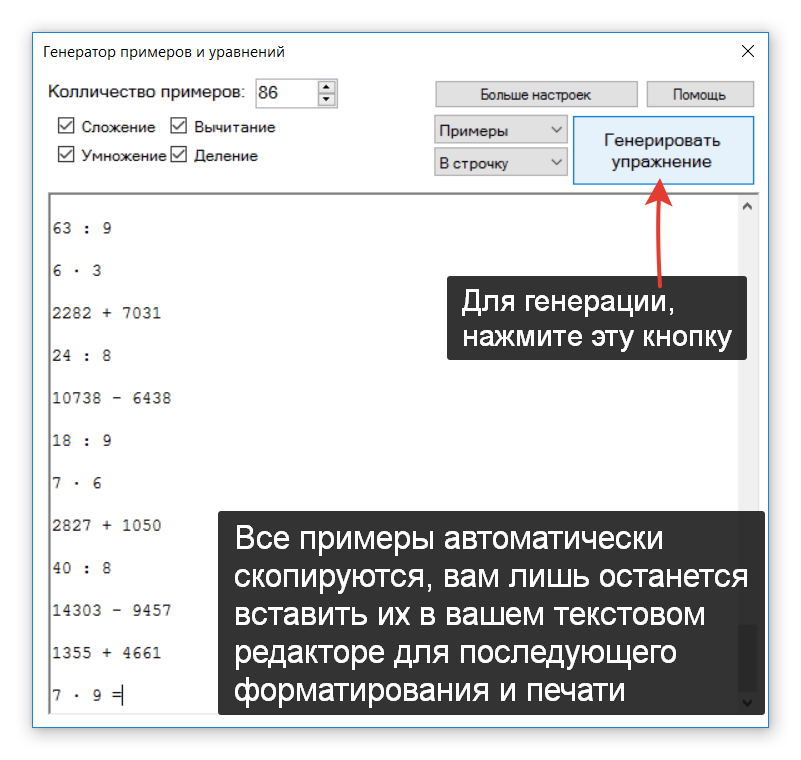 Генератор примеров и уравнений
Колличество примеров: 86
Больше настроек
Помощь
Сложение
Вычитание
Умножение
Деление
Примеры
В строчку
Генерировать
упражнение
63 : 9
6 · 3
2282 + 7031
24 : 8
10738 - 6438
18 : 9
7 · 6
2827 + 1050
40 : 8
14303 - 9457
1355 + 4661
7 · 9 =
Для генерации,
нажмите эту кнопку
Все примеры автоматически
скопируются, вам лишь останется
вставить их в вашем текстовом
редакторе для последующего
форматирования и печати